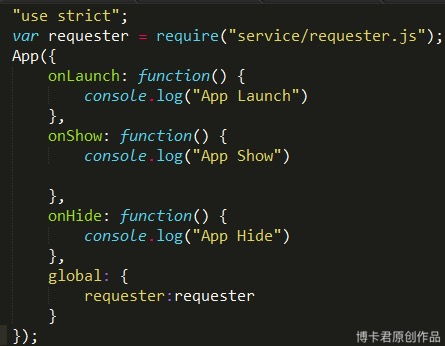 "use strict";
var requester = require("service/requester.js");
App({
    onLaunch: function() {
        console.log("App Launch")
    },
    onShow: function() {
        console.log("App Show")

    },
    onHide: function() {
        console.log("App Hide")
    },
    global: {
        requester:requester
    }
});
博卡君原创作品